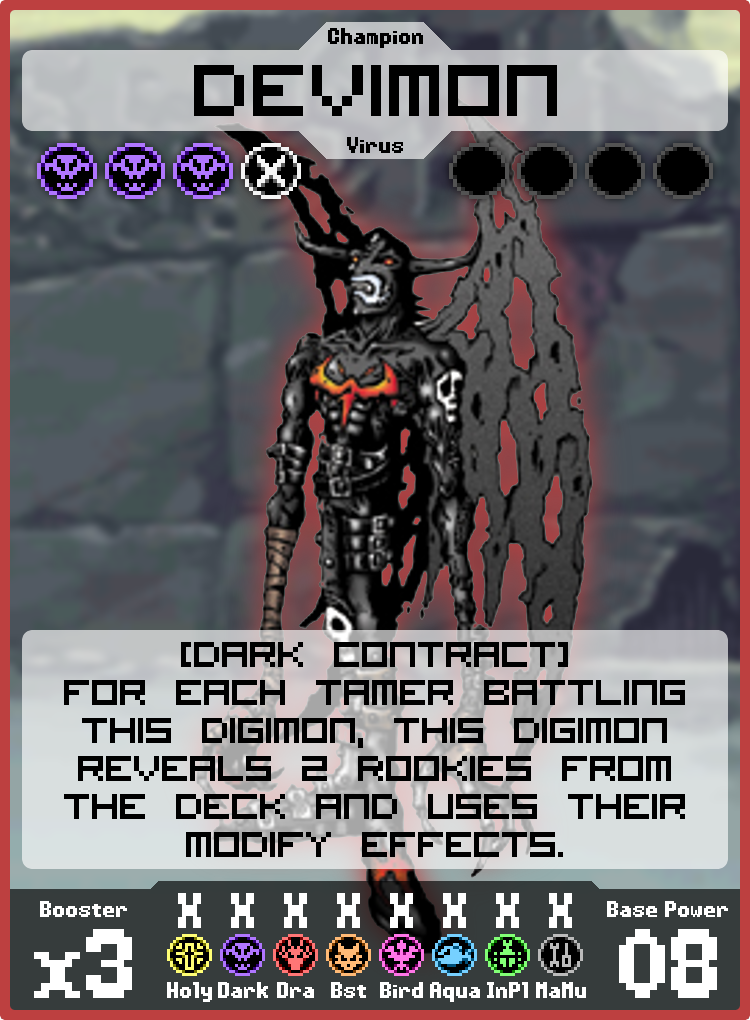 Champion
DEVIMON
Virus
[DARK CONTRACT]
FOR EACH TAMER BATTLING
THIS DIGIMON, THIS DIGIMON
REVEALS 2 ROOKIES FROM
THE DECK AND USES THEIR
MODIFY EFFECTS.
Booster
X X X X X X X X
Base Power
x3
08
Holy Dark Dra Bst Bird Aqua InPl MaMu